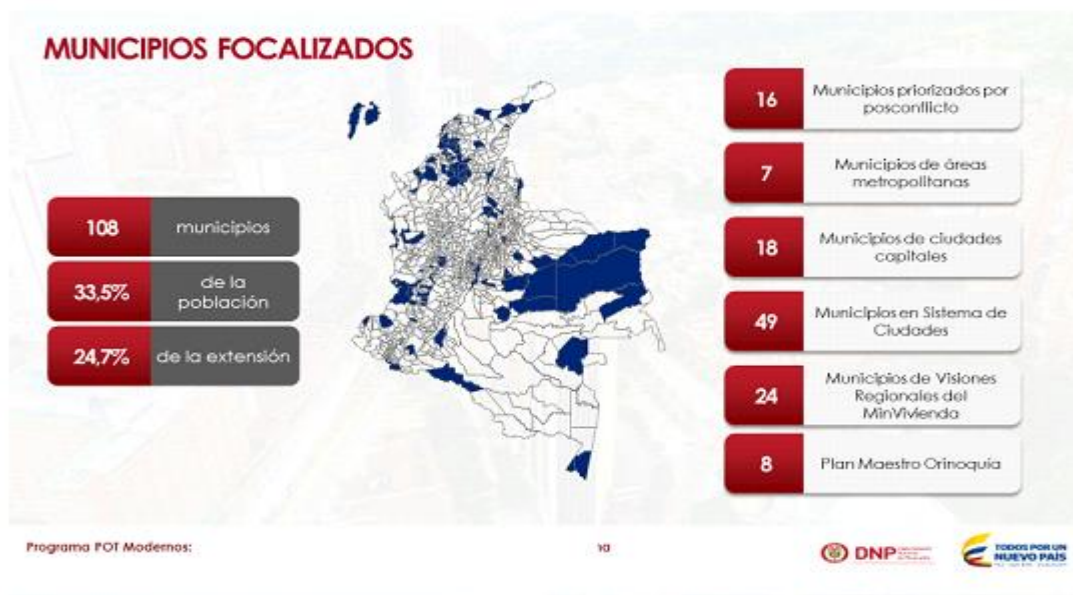 MUNICIPIOS FOCALIZADOS
108
municipios
33,5%
de la
población
24,7%
de la extensión
16
Municipios priorizados por
posconflicto
7
Municipios de áreas
metropolitanas
18
Municipios de ciudades
capitales
49
Municipios en Sistema de
Ciudades
24
Municipios de Visiones
Regionales del
MinVivienda
8
Plan Maestro Orinoquía
Programa POT Modernos:
DNP
TODOS POR UN
NUEVO PAÍS